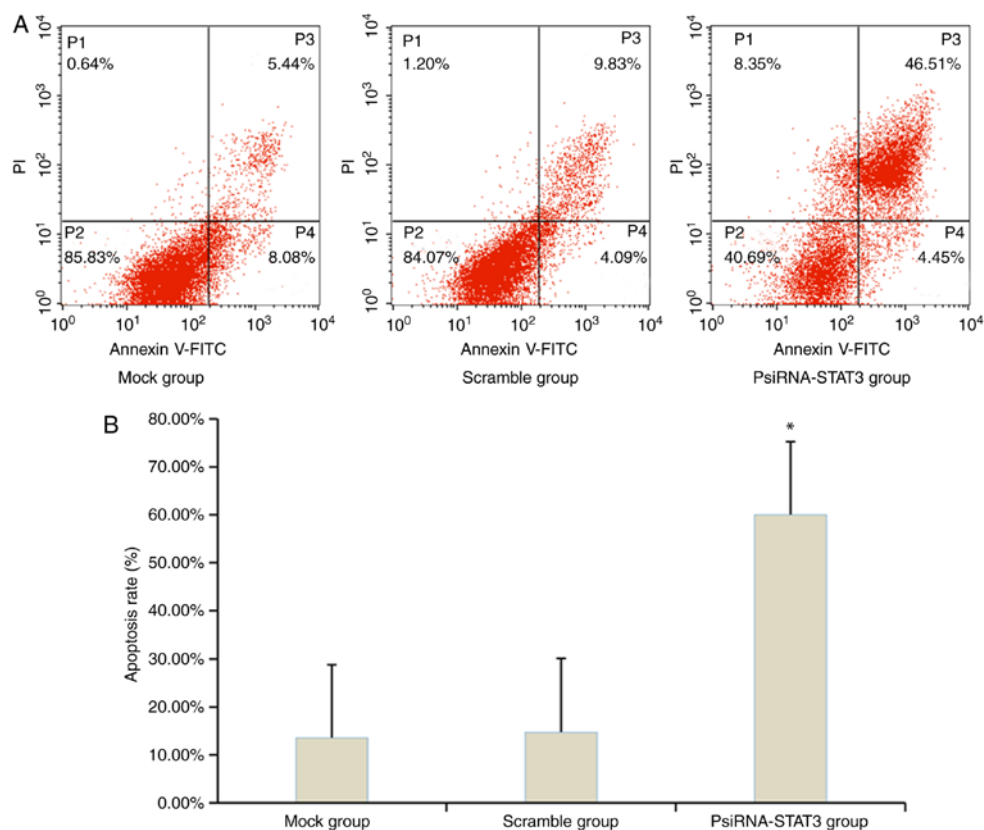 A
P1
0.64%
P3
5.44%
P2
85.83%
P4
8.08%
PI
10⁴
10³
10²
10¹
10⁰
10⁰ 10¹ 10² 10³ 10⁴
Annexin V-FITC
Mock group
P1
1.20%
P3
9.83%
P2
84.07%
P4
4.09%
PI
10⁴
10³
10²
10¹
10⁰
10⁰ 10¹ 10² 10³ 10⁴
Annexin V-FITC
Scramble group
P1
8.35%
P3
46.51%
P2
40.69%
P4
4.45%
PI
10⁴
10³
10²
10¹
10⁰
10⁰ 10¹ 10² 10³ 10⁴
Annexin V-FITC
PsiRNA-STAT3 group
B
Apoptosis rate (%)
80.00%
70.00%
60.00%
50.00%
40.00%
30.00%
20.00%
10.00%
0.00%
*
Mock group
Scramble group
PsiRNA-STAT3 group